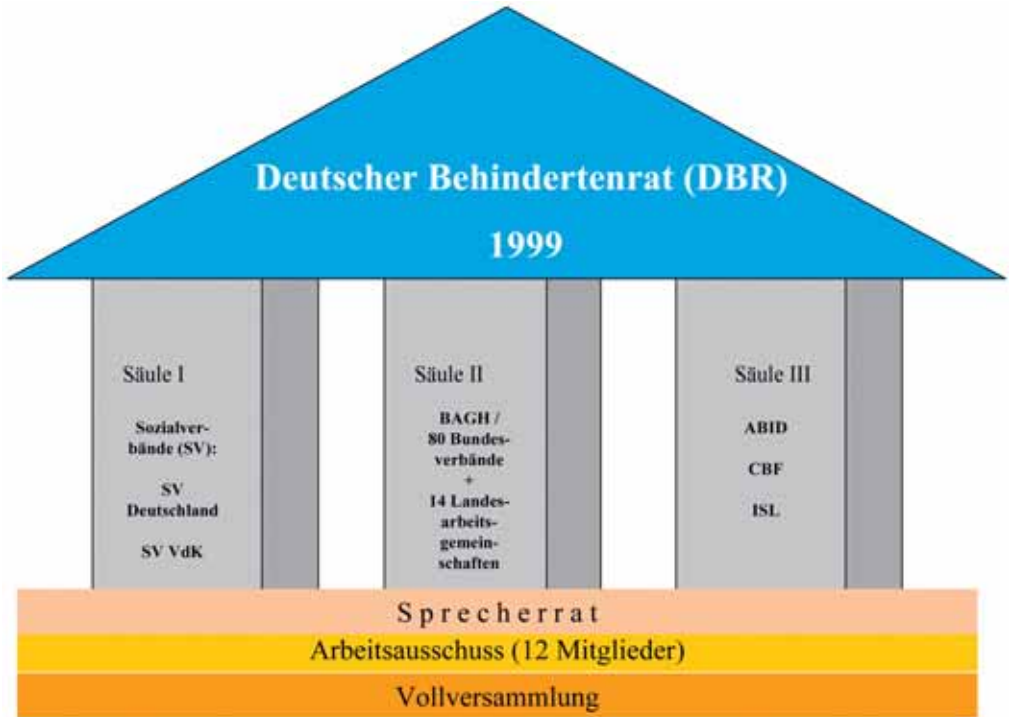 Deutscher Behindertenrat (DBR)
1999
Säule I
Sozialver-
bände (SV):
SV
Deutschland
SV VdK
Säule II
BAGH /
80 Bundes-
verbände
+
14 Landes-
arbeits-
gemein-
schaften
Säule III
ABID
CBF
ISL
Sprecherrat
Arbeitsausschuss (12 Mitglieder)
Vollversammlung